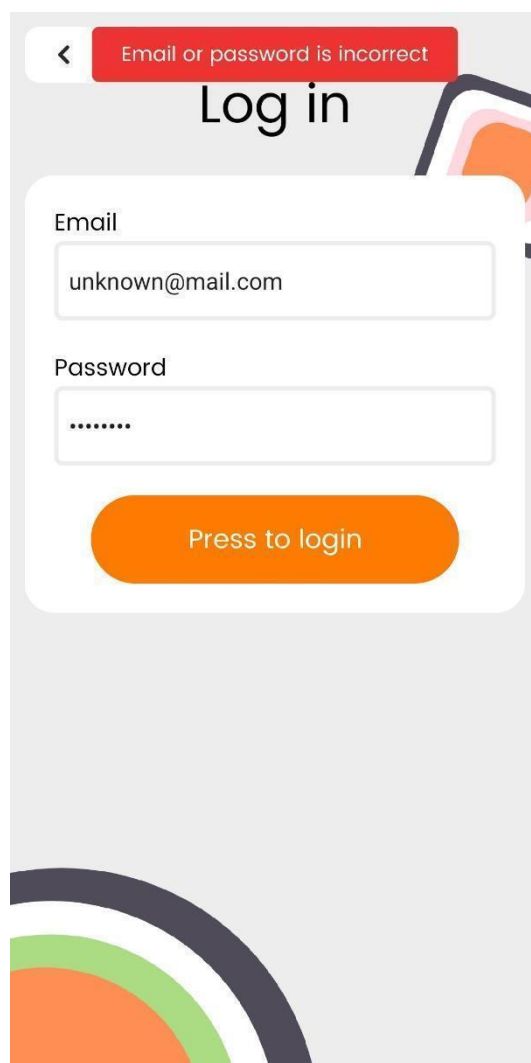 Email or password is incorrect
Log in
Email
unknown@mail.com
Password
••••••••
Press to login